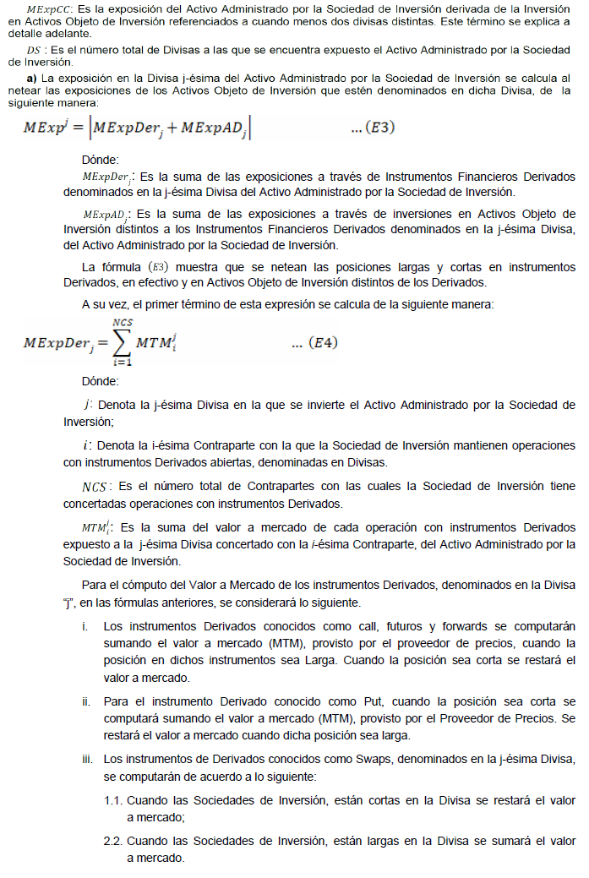 MExpCC: Es la exposición del Activo Administrado por la Sociedad de Inversión derivada de la Inversión
en Activos Objeto de Inversión referenciados a cuando menos dos divisas distintas. Este término se explica a
detalle adelante.
DS : Es el número total de Divisas a las que se encuentra expuesto el Activo Administrado por la Sociedad
de Inversión.
a) La exposición en la Divisa j-ésima del Activo Administrado por la Sociedad de Inversión se calcula al
netear las exposiciones de los Activos Objeto de Inversión que estén denominados en dicha Divisa, de la
siguiente manera:
MExp^j = |MExpDer_j + MExpAD_j| ... (E3)
Dónde:
MExpDer_j: Es la suma de las exposiciones a través de Instrumentos Financieros Derivados
denominados en la j-ésima Divisa del Activo Administrado por la Sociedad de Inversión.
MExpAD_j: Es la suma de las exposiciones a través de inversiones en Activos Objeto de
Inversión distintos a los Instrumentos Financieros Derivados denominados en la j-ésima Divisa,
del Activo Administrado por la Sociedad de Inversión.
La fórmula (E3) muestra que se netean las posiciones largas y cortas en instrumentos
Derivados, en efectivo y en Activos Objeto de Inversión distintos de los Derivados.
A su vez, el primer término de esta expresión se calcula de la siguiente manera:
MExpDer_j = ∑_{i=1}^{NCS} MTM_i^j ... (E4)
Dónde:
j: Denota la j-ésima Divisa en la que se invierte el Activo Administrado por la Sociedad de
Inversión;
i: Denota la i-ésima Contraparte con la que la Sociedad de Inversión mantienen operaciones
con instrumentos Derivados abiertas, denominadas en Divisas.
NCS : Es el número total de Contrapartes con las cuales la Sociedad de Inversión tiene
concertadas operaciones con instrumentos Derivados.
MTM_i^j: Es la suma del valor a mercado de cada operación con instrumentos Derivados
expuesto a la j-ésima Divisa concertado con la i-ésima Contraparte, del Activo Administrado por la
Sociedad de Inversión.
Para el cómputo del Valor a Mercado de los instrumentos Derivados, denominados en la Divisa
“j”, en las fórmulas anteriores, se considerará lo siguiente.
i. Los instrumentos Derivados conocidos como call, futuros y forwards se computarán
sumando el valor a mercado (MTM), provisto por el proveedor de precios, cuando la
posición en dichos instrumentos sea Larga. Cuando la posición sea corta se restará el
valor a mercado.
ii. Para el instrumento Derivado conocido como Put, cuando la posición sea corta se
computará sumando el valor a mercado (MTM), provisto por el Proveedor de Precios. Se
restará el valor a mercado cuando dicha posición sea larga.
iii. Los instrumentos de Derivados conocidos como Swaps, denominados en la j-ésima Divisa,
se computarán de acuerdo a lo siguiente:
1.1. Cuando las Sociedades de Inversión, están cortas en la Divisa se restará el valor
a mercado;
2.2. Cuando las Sociedades de Inversión, están largas en la Divisa se sumará el valor
a mercado.